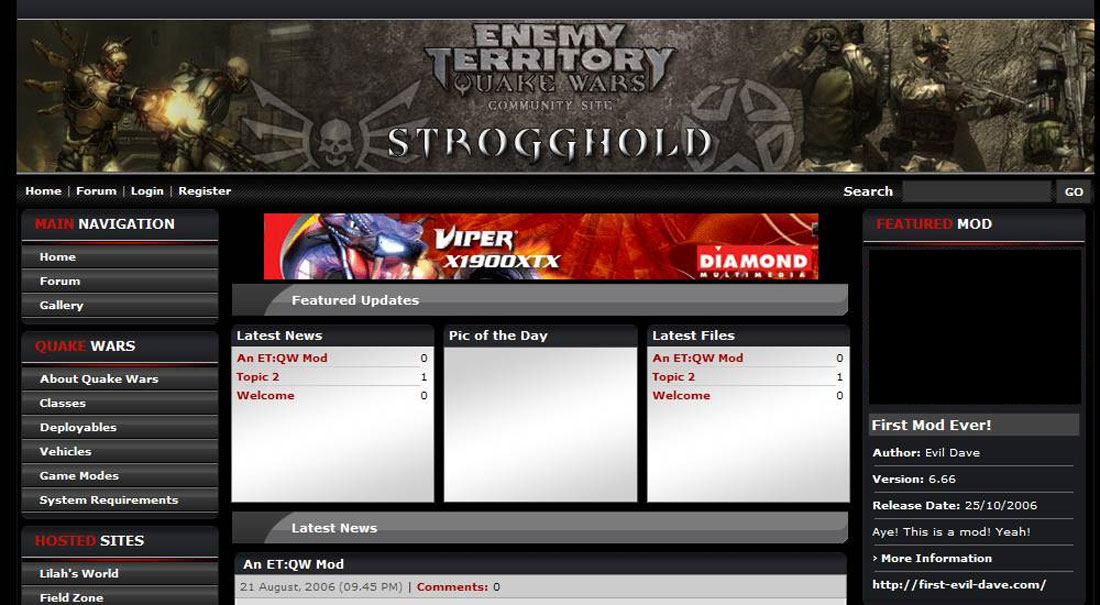 ENEMY
TERRITORY
QUAKE WARS
COMMUNITY SITE
STROGGHOLD
Home | Forum | Login | Register
Search GO
MAIN NAVIGATION
Home
Forum
Gallery
QUAKE WARS
About Quake Wars
Classes
Deployables
Vehicles
Game Modes
System Requirements
HOSTED SITES
Lilah's World
Field Zone
VIPER
X1900XTX
DIAMOND
MULTIMEDIA
Featured Updates
Latest News
An ET:QW Mod 0
Topic 2 1
Welcome 0
Pic of the Day
Latest Files
An ET:QW Mod 0
Topic 2 1
Welcome 0
Latest News
An ET:QW Mod
21 August, 2006 (09.45 PM) | Comments: 0
FEATURED MOD
First Mod Ever!
Author: Evil Dave
Version: 6.66
Release Date: 25/10/2006
Aye! This is a mod! Yeah!
› More Information
http://first-evil-dave.com/